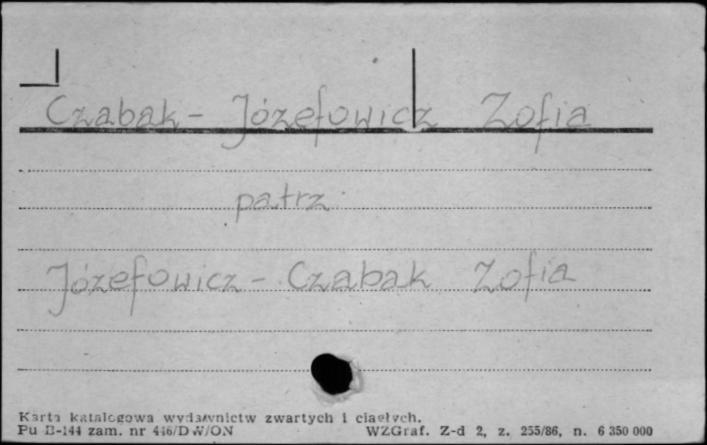 Czabak - Józefowicz Zofia
patrz
Józefowicz - Czabak Zofia
Karta katalogowa wydawnictw zwartych i ciągłych.
Pu B-144 zam. nr 446/DW/ON WZGraf. Z-d 2, z. 255/86, n. 6 350 000